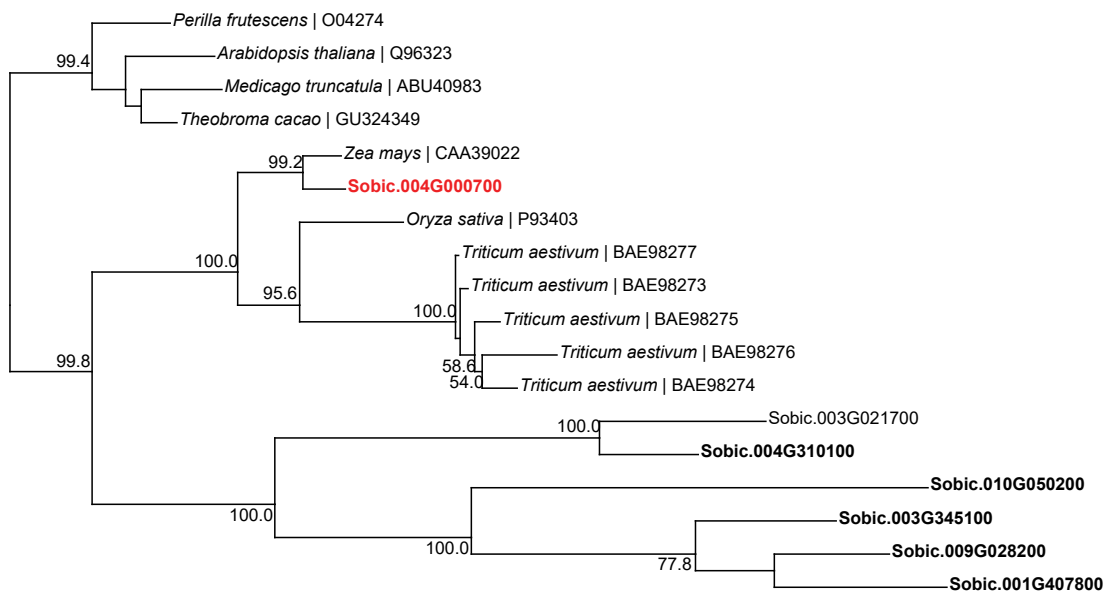 Perilla frutescens | O04274
Arabidopsis thaliana | Q96323
99.4
Medicago truncatula | ABU40983
Theobroma cacao | GU324349
Zea mays | CAA39022
99.2
Sobic.004G000700
Oryza sativa | P93403
Triticum aestivum | BAE98277
100.0
Triticum aestivum | BAE98273
95.6
100.0
Triticum aestivum | BAE98275
Triticum aestivum | BAE98276
99.8
58.6
54.0
Triticum aestivum | BAE98274
Sobic.003G021700
100.0
Sobic.004G310100
Sobic.010G050200
100.0
Sobic.003G345100
100.0
Sobic.009G028200
77.8
Sobic.001G407800